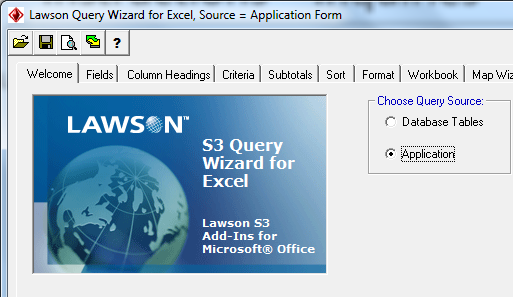 Lawson Query Wizard for Excel, Source = Application Form
?
Welcome Fields Column Headings Criteria Subtotals Sort Format Workbook Map Wiz
LAWSON™
S3 Query
Wizard for
Excel
Lawson S3
Add-Ins for
Microsoft® Office
Choose Query Source:
Database Tables
Application